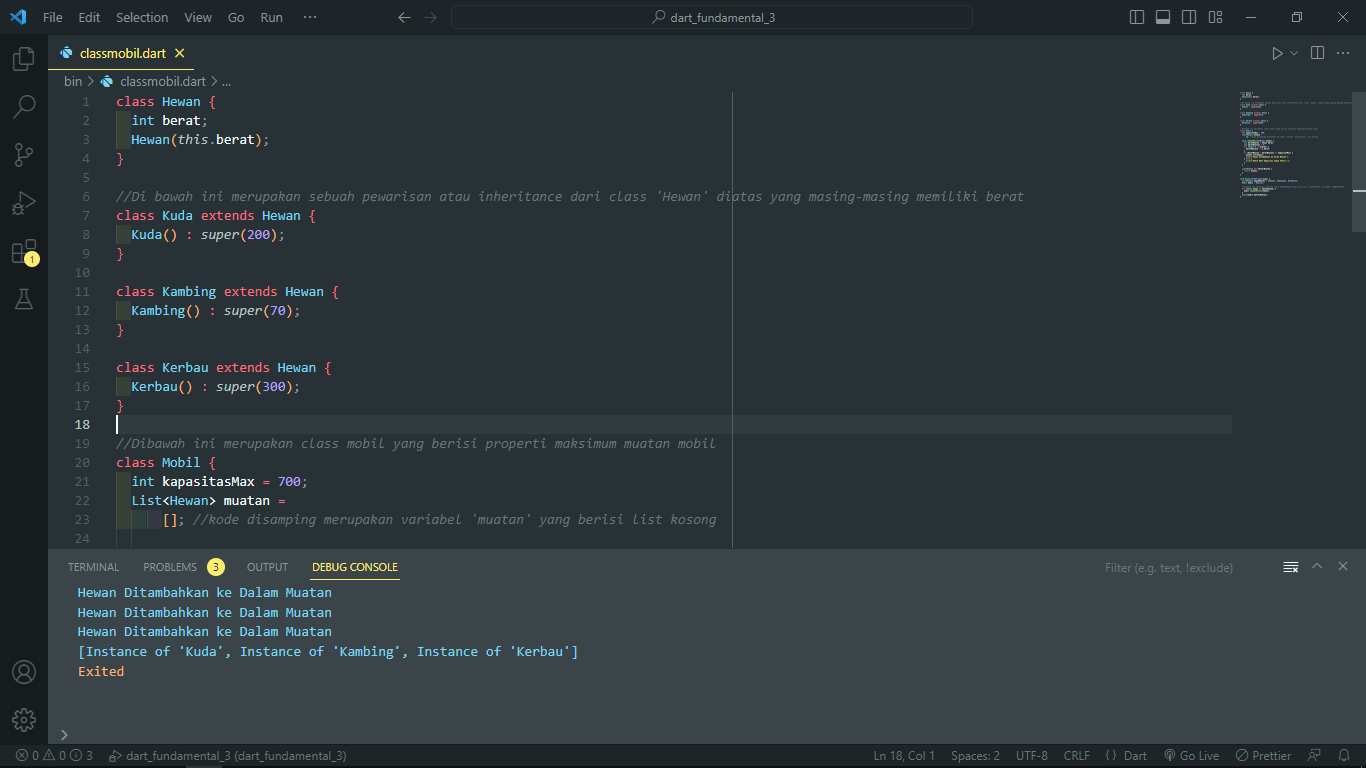 File Edit Selection View Go Run ··· dart_fundamental_3
classmobil.dart
bin > classmobil.dart > ...
1 class Hewan {
2 int berat;
3 Hewan(this.berat);
4 }
5
6 //Di bawah ini merupakan sebuah pewarisan atau inheritance dari class 'Hewan' diatas yang masing-masing memiliki berat
7 class Kuda extends Hewan {
8 Kuda() : super(200);
9 }
10
11 class Kambing extends Hewan {
12 Kambing() : super(70);
13 }
14
15 class Kerbau extends Hewan {
16 Kerbau() : super(300);
17 }
18
19 //Dibawah ini merupakan class mobil yang berisi properti maksimum muatan mobil
20 class Mobil {
21 int kapasitasMax = 700;
22 List<Hewan> muatan =
23 []; //kode disamping merupakan variabel 'muatan' yang berisi list kosong
24
1
TERMINAL PROBLEMS 3 OUTPUT DEBUG CONSOLE Filter (e.g. text, !exclude)
Hewan Ditambahkan ke Dalam Muatan
Hewan Ditambahkan ke Dalam Muatan
Hewan Ditambahkan ke Dalam Muatan
[Instance of 'Kuda', Instance of 'Kambing', Instance of 'Kerbau']
Exited
>
0 0 3 dart_fundamental_3 (dart_fundamental_3) Ln 18, Col 1 Spaces: 2 UTF-8 CRLF { } Dart Go Live Prettier